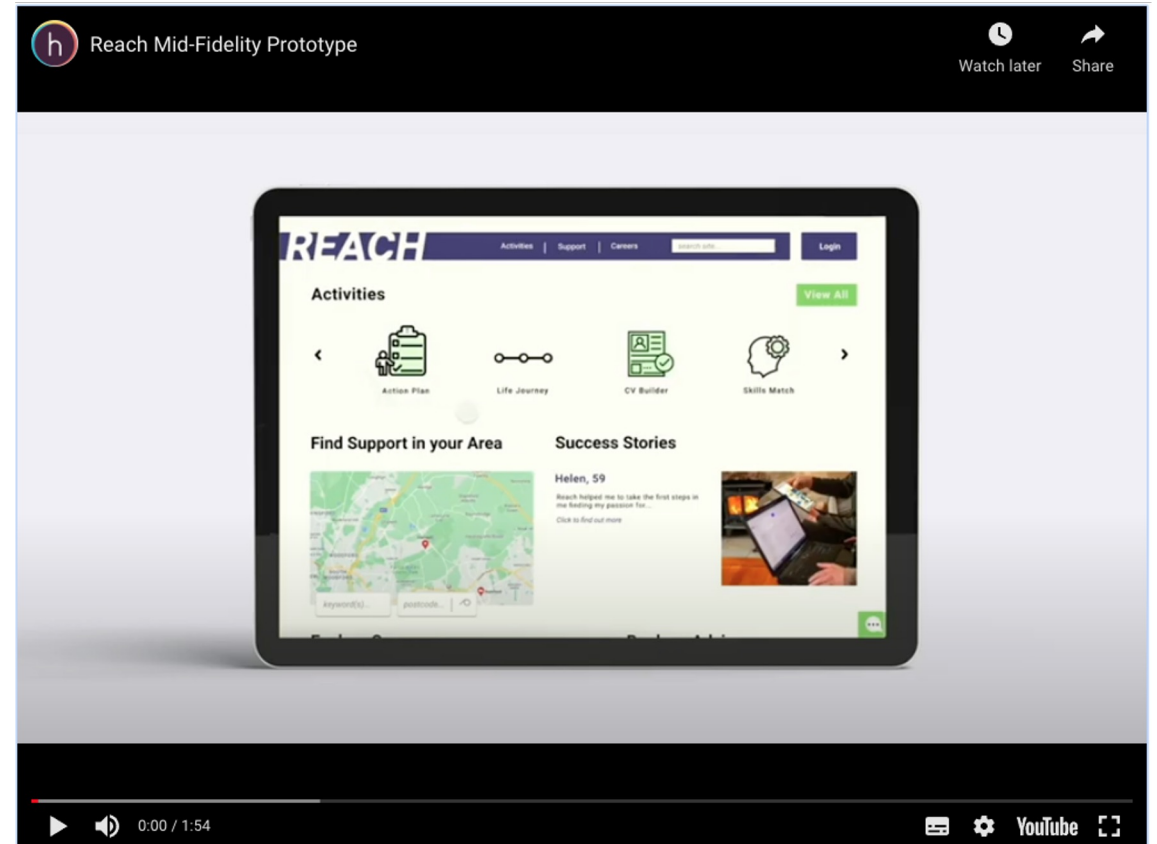 h
Reach Mid-Fidelity Prototype
Watch later
Share
REACH
Activities | Support | Careers
search site...
Login
Activities
View All
Action Plan
Life Journey
CV Builder
Skills Match
Find Support in your Area
Success Stories
Helen, 59
Reach helped me to take the first steps in
me finding my passion for...
Click to find out more
keyword(s)...
postcode...
0:00 / 1:54
YouTube